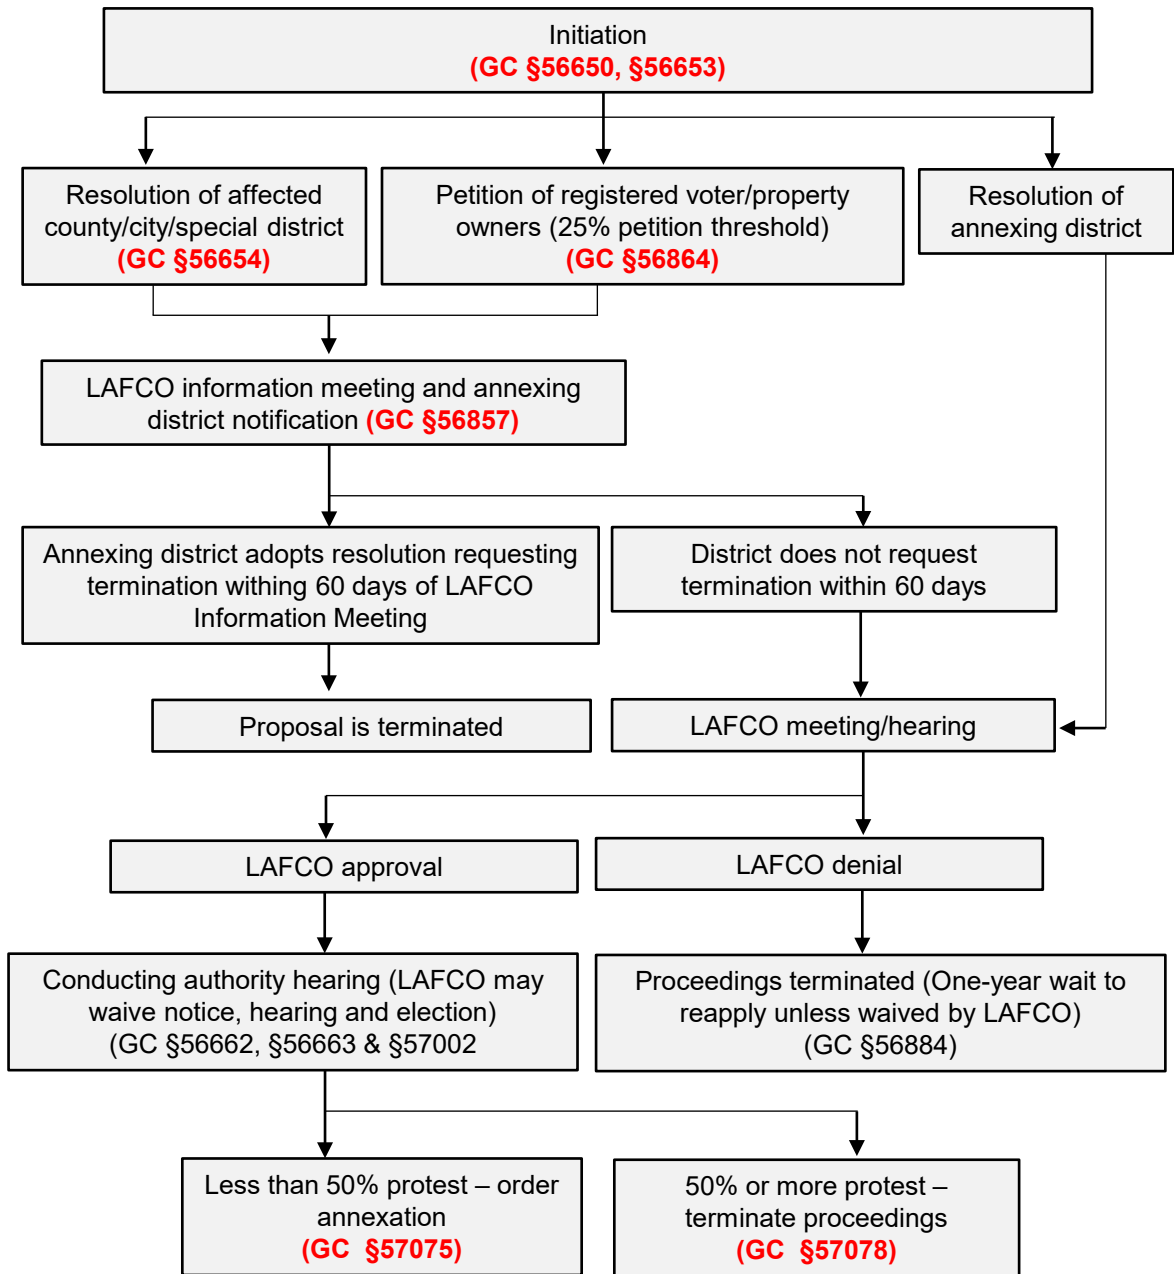 Initiation
(GC §56650, §56653)
Resolution of affected
county/city/special district
(GC §56654)
Petition of registered voter/property
owners (25% petition threshold)
(GC §56864)
Resolution of
annexing district
LAFCO information meeting and annexing
district notification (GC §56857)
Annexing district adopts resolution requesting
termination withing 60 days of LAFCO
Information Meeting
District does not request
termination within 60 days
Proposal is terminated
LAFCO meeting/hearing
LAFCO approval
LAFCO denial
Conducting authority hearing (LAFCO may
waive notice, hearing and election)
(GC §56662, §56663 & §57002
Proceedings terminated (One-year wait to
reapply unless waived by LAFCO)
(GC §56884)
Less than 50% protest – order
annexation
(GC §57075)
50% or more protest –
terminate proceedings
(GC §57078)